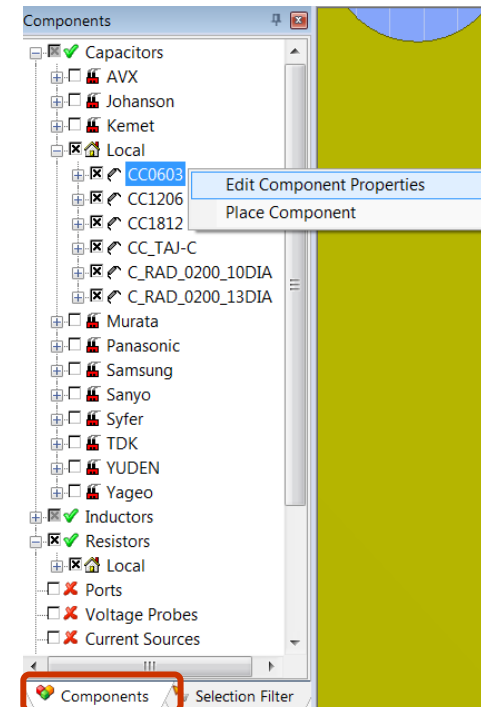 Components
Capacitors
AVX
Johanson
Kemet
Local
CC0603
Edit Component Properties
CC1206
Place Component
CC1812
CC_TAJ-C
C_RAD_0200_10DIA
C_RAD_0200_13DIA
Murata
Panasonic
Samsung
Sanyo
Syfer
TDK
YUDEN
Yageo
Inductors
Resistors
Local
Ports
Voltage Probes
Current Sources
Components Selection Filter